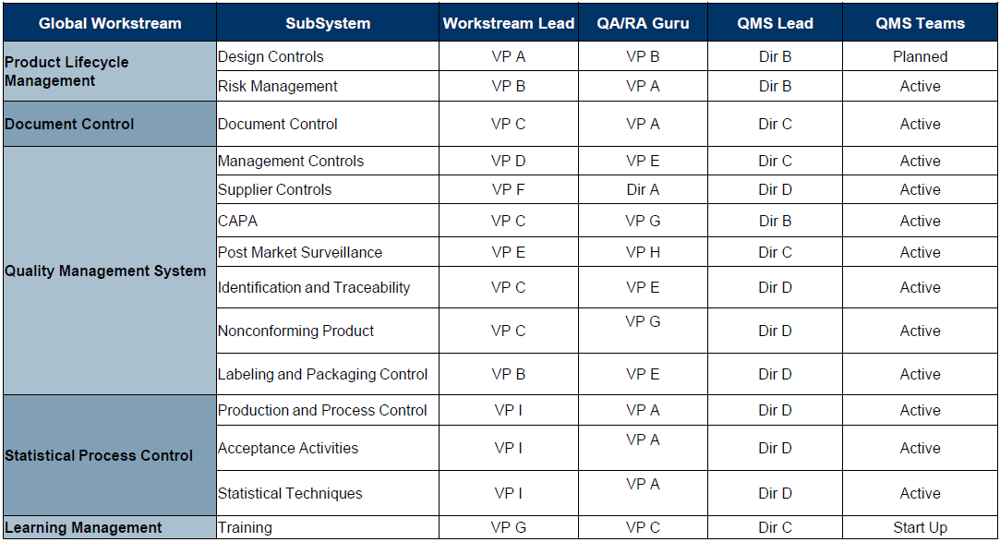 Global Workstream SubSystem Workstream Lead QA/RA Guru QMS Lead QMS Teams
Product Lifecycle
Management
Design Controls VP A VP B Dir B Planned
Risk Management VP B VP A Dir B Active
Document Control Document Control VP C VP A Dir C Active
Quality Management System
Management Controls VP D VP E Dir C Active
Supplier Controls VP F Dir A Dir D Active
CAPA VP C VP G Dir B Active
Post Market Surveillance VP E VP H Dir C Active
Identification and Traceability VP C VP E Dir D Active
Nonconforming Product VP C VP G Dir D Active
Labeling and Packaging Control VP B VP E Dir D Active
Statistical Process Control
Production and Process Control VP I VP A Dir D Active
Acceptance Activities VP I VP A Dir D Active
Statistical Techniques VP I VP A Dir D Active
Learning Management Training VP G VP C Dir C Start Up